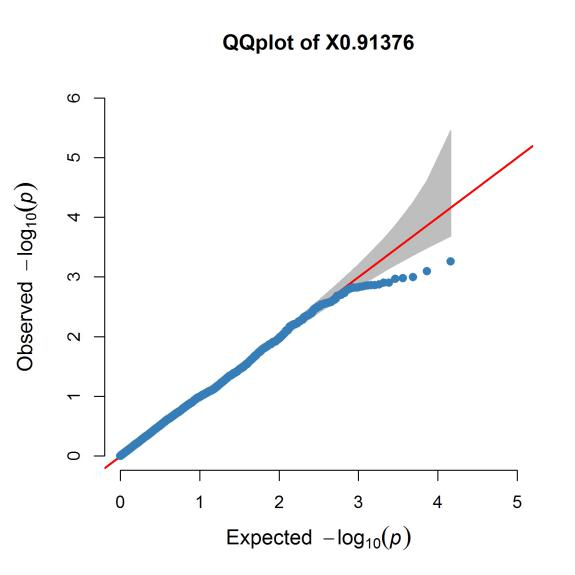 QQplot of X0.91376
6
5
4
3
2
1
0
Observed −log10(p)
0 1 2 3 4 5
Expected −log10(p)